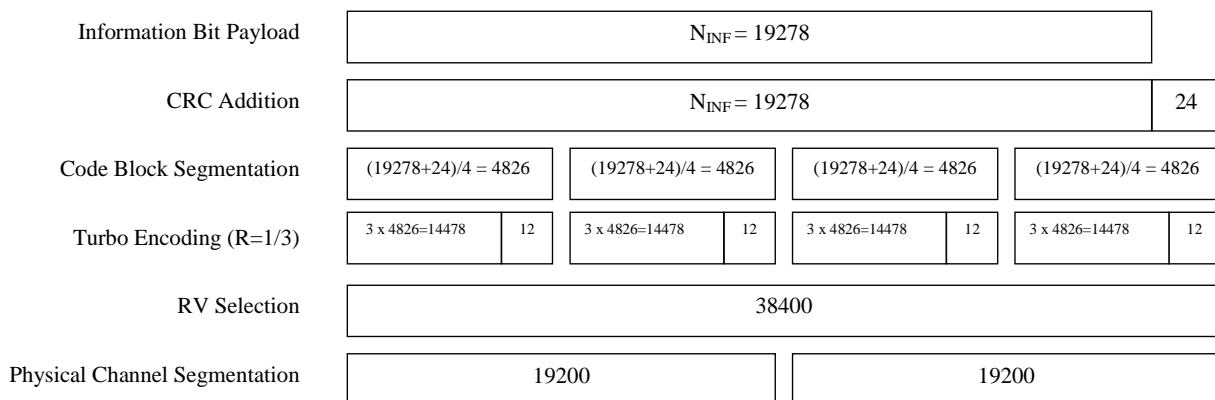 Information Bit Payload N_INF = 19278
CRC Addition N_INF = 19278 24
Code Block Segmentation (19278+24)/4 = 4826 (19278+24)/4 = 4826 (19278+24)/4 = 4826 (19278+24)/4 = 4826
Turbo Encoding (R=1/3) 3 x 4826=14478 12 3 x 4826=14478 12 3 x 4826=14478 12 3 x 4826=14478 12
RV Selection 38400
Physical Channel Segmentation 19200 19200